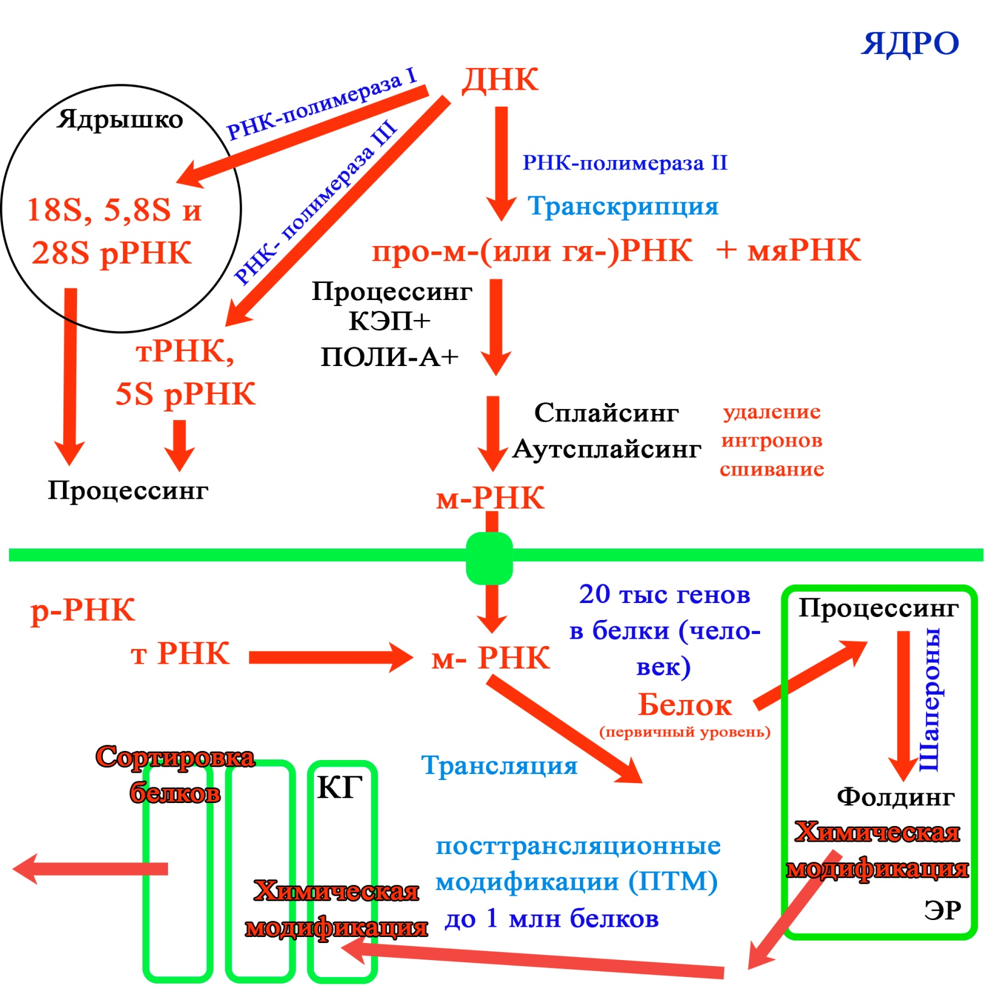 ЯДРО
ДНК
РНК-полимераза I
Ядрышко
РНК- полимераза III
РНК-полимераза II
Транскрипция
18S, 5,8S и
28S рРНК
про-м-(или гя-)РНК + мяРНК
Процессинг
КЭП+
ПОЛИ-А+
тРНК,
5S рРНК
Сплайсинг
Аутсплайсинг
удаление
интронов
сшивание
Процессинг
м-РНК
р-РНК
т РНК
м- РНК
20 тыс генов
в белки (чело-
век)
Белок
(первичный уровень)
Процессинг
Шапероны
Фолдинг
Химическая
модификация
ЭР
Трансляция
Сортировка
белков
КГ
посттрансляционные
модификации (ПТМ)
до 1 млн белков
Химическая
модификация